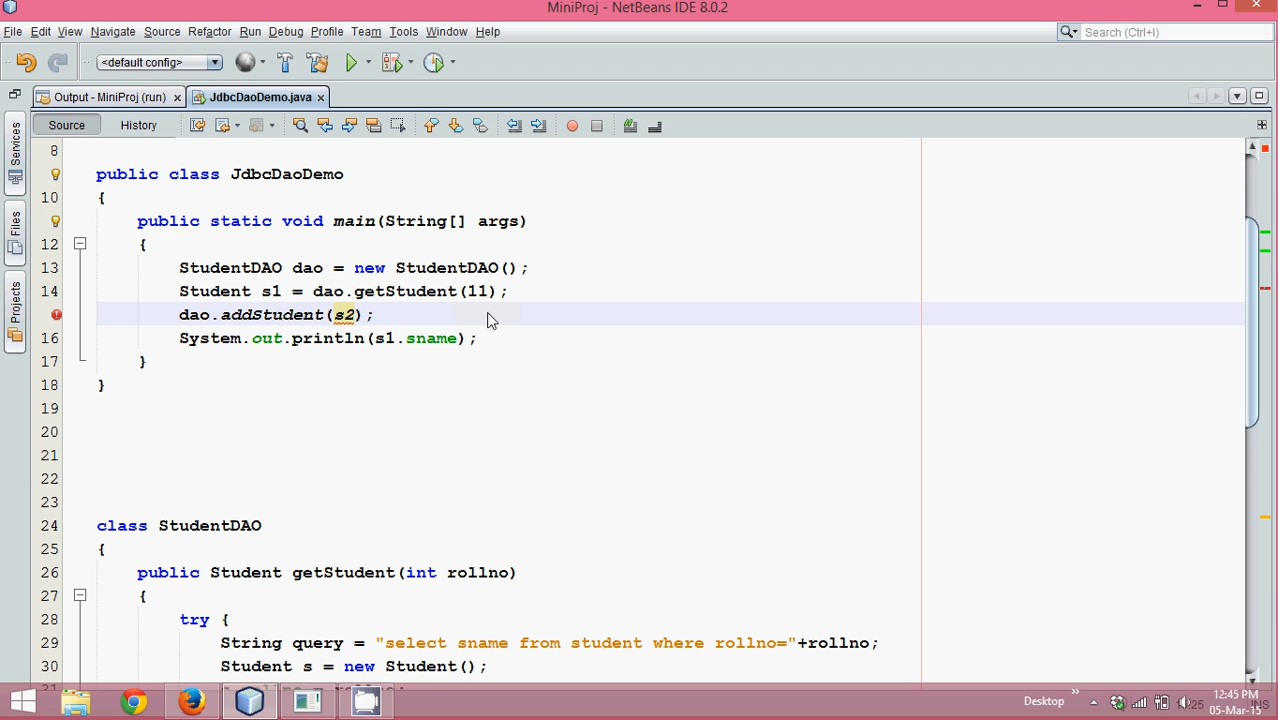 MiniProj - NetBeans IDE 8.0.2
File Edit View Navigate Source Refactor Run Debug Profile Team Tools Window Help
Search (Ctrl+I)
<default config>
Output - MiniProj (run) JdbcDaoDemo.java
Source History
Services
Files
Projects
8
public class JdbcDaoDemo
10 {
public static void main(String[] args)
12 {
13 StudentDAO dao = new StudentDAO();
14 Student s1 = dao.getStudent(11);
dao.addStudent(s2);
16 System.out.println(s1.sname);
17 }
18 }
19
20
21
22
23
24 class StudentDAO
25 {
26 public Student getStudent(int rollno)
27 {
28 try {
29 String query = "select sname from student where rollno="+rollno;
30 Student s = new Student();
Desktop
12:45 PM
05-Mar-15
INS